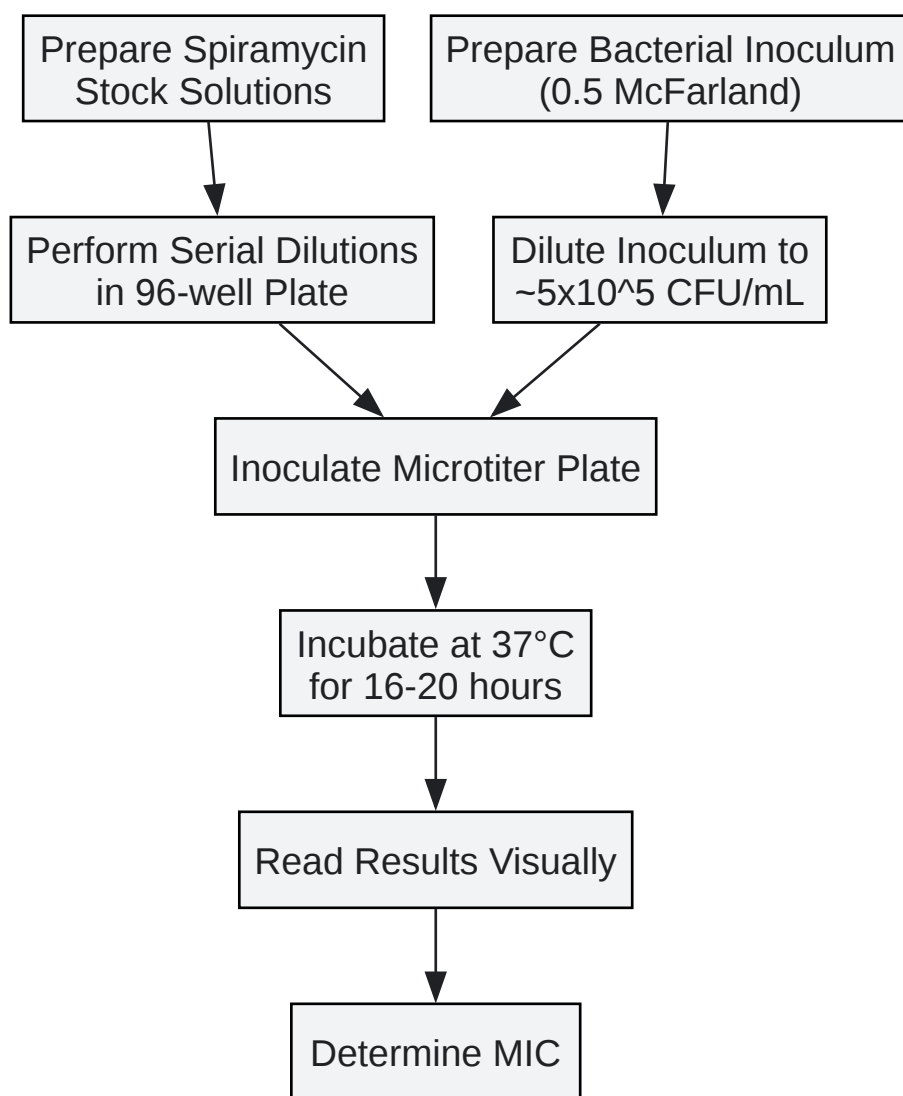 Prepare Spiramycin
Stock Solutions
Prepare Bacterial Inoculum
(0.5 McFarland)
Perform Serial Dilutions
in 96-well Plate
Dilute Inoculum to
~5x10^5 CFU/mL
Inoculate Microtiter Plate
Incubate at 37°C
for 16-20 hours
Read Results Visually
Determine MIC